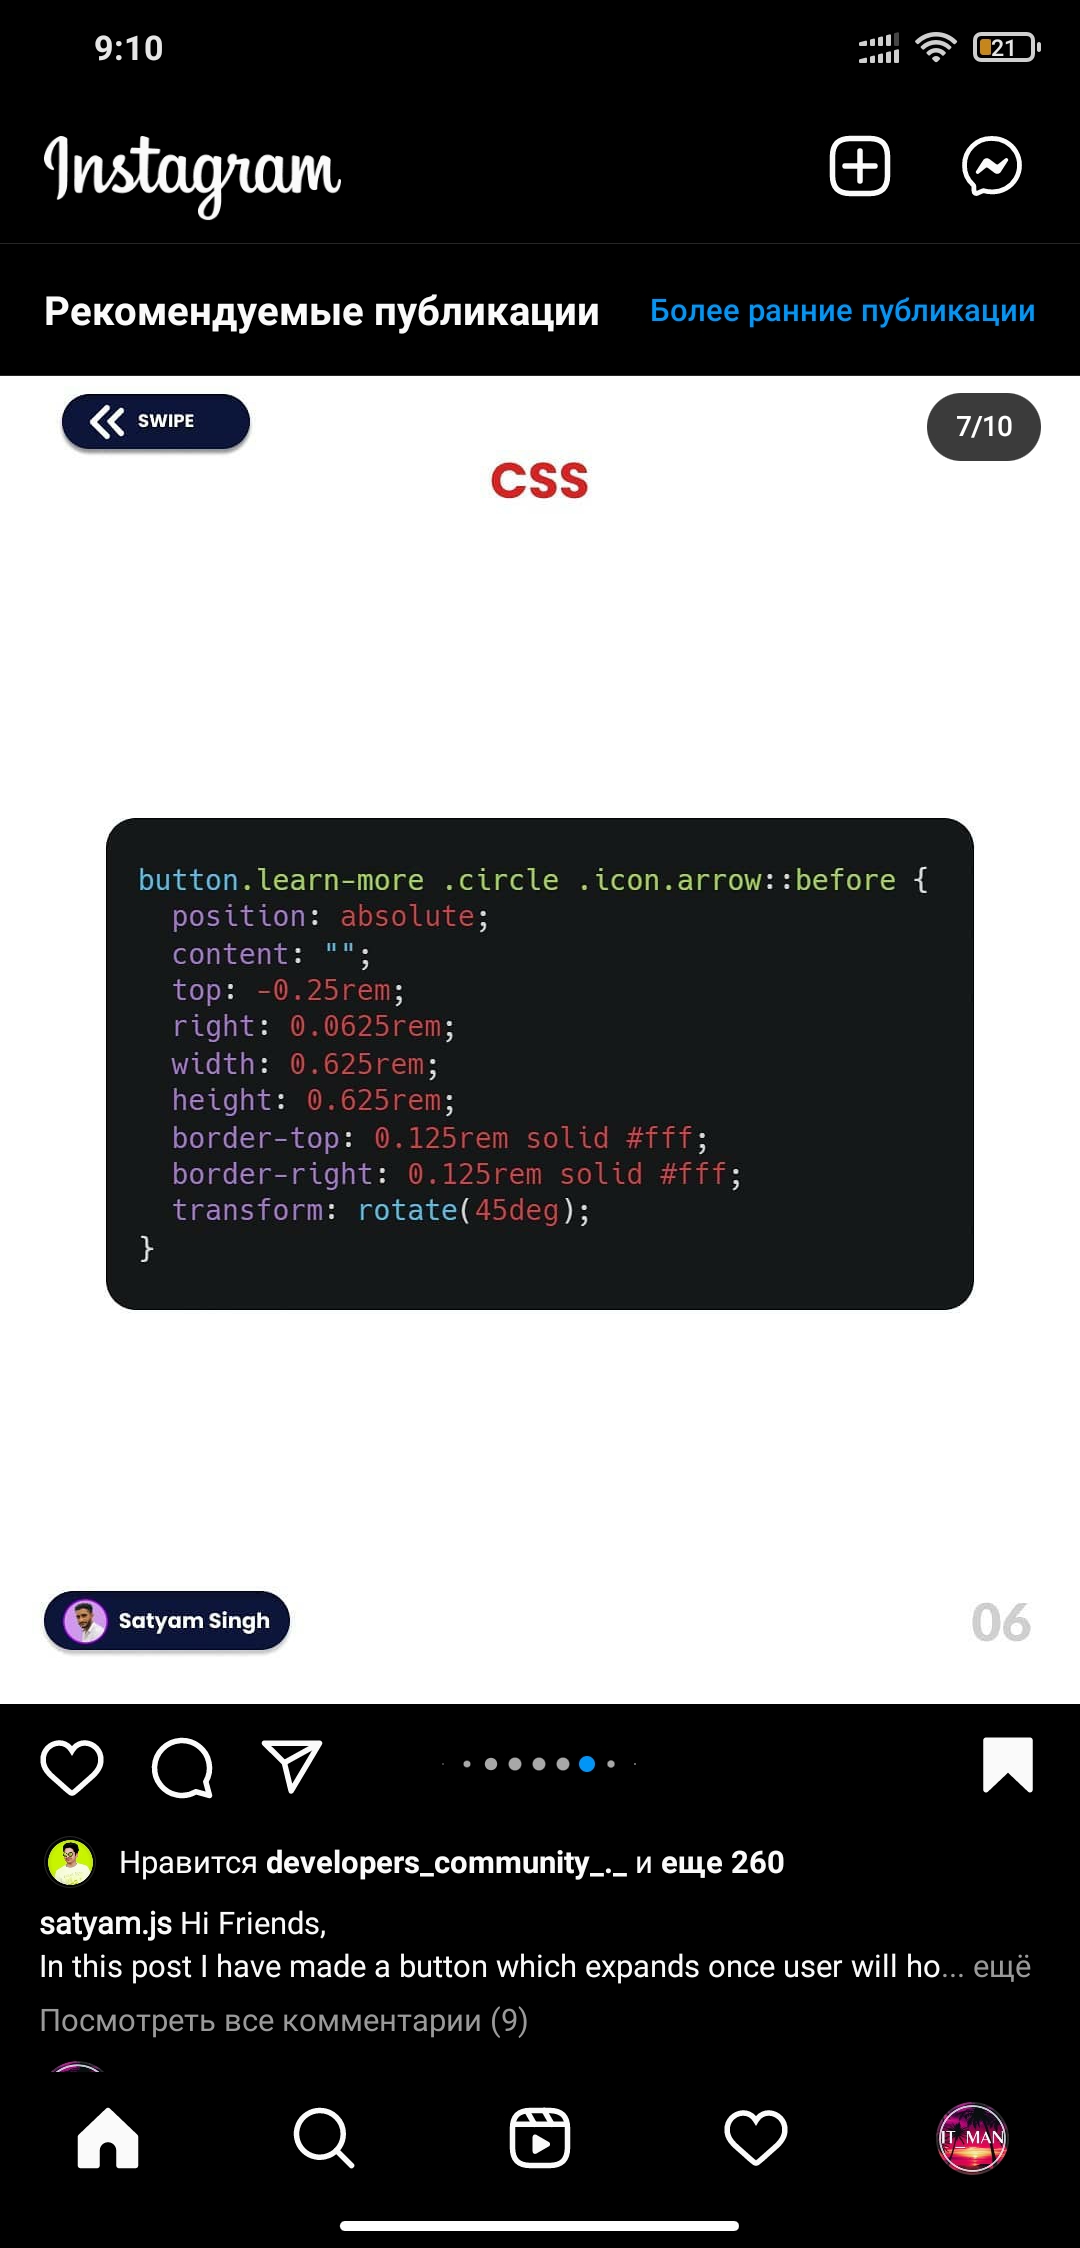 9:10
21
Instagram
Рекомендуемые публикации
Более ранние публикации
SWIPE
7/10
CSS
button.learn-more .circle .icon.arrow::before {
  position: absolute;
  content: "";
  top: -0.25rem;
  right: 0.0625rem;
  width: 0.625rem;
  height: 0.625rem;
  border-top: 0.125rem solid #fff;
  border-right: 0.125rem solid #fff;
  transform: rotate(45deg);
}
Satyam Singh
06
Нравится developers_community_._ и еще 260
satyam.js Hi Friends,
In this post I have made a button which expands once user will ho... ещё
Посмотреть все комментарии (9)
IT_MAN